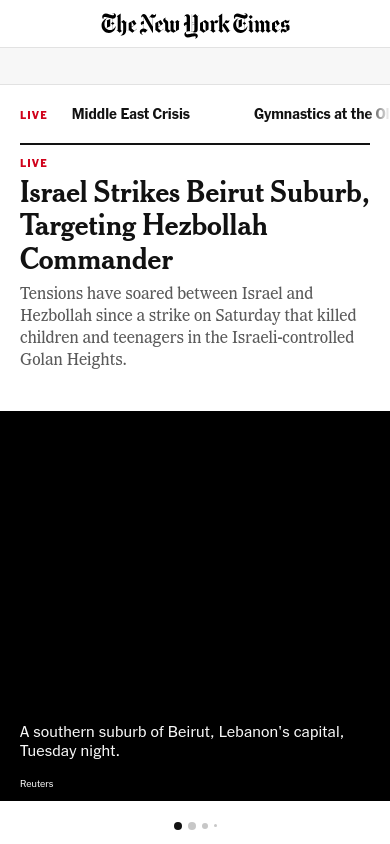 The New York Times
LIVE Middle East Crisis Gymnastics at the
LIVE
Israel Strikes Beirut Suburb,
Targeting Hezbollah
Commander
Tensions have soared between Israel and
Hezbollah since a strike on Saturday that killed
children and teenagers in the Israeli-controlled
Golan Heights.
A southern suburb of Beirut, Lebanon's capital,
Tuesday night.
Reuters